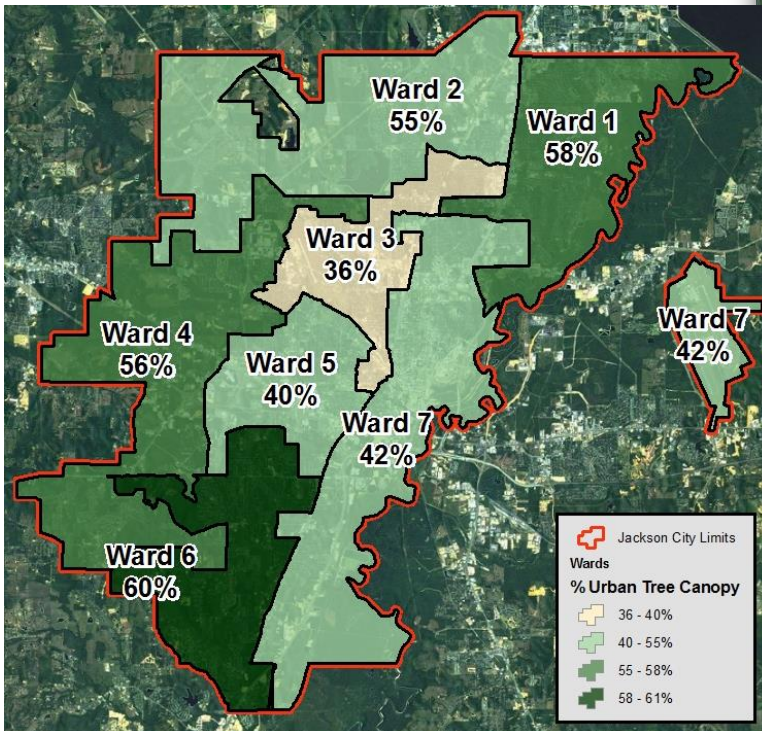 Ward 2
55%
Ward 1
58%
Ward 3
36%
Ward 7
42%
Ward 4
56%
Ward 5
40%
Ward 7
42%
Ward 6
60%
Jackson City Limits
Wards
% Urban Tree Canopy
36 - 40%
40 - 55%
55 - 58%
58 - 61%